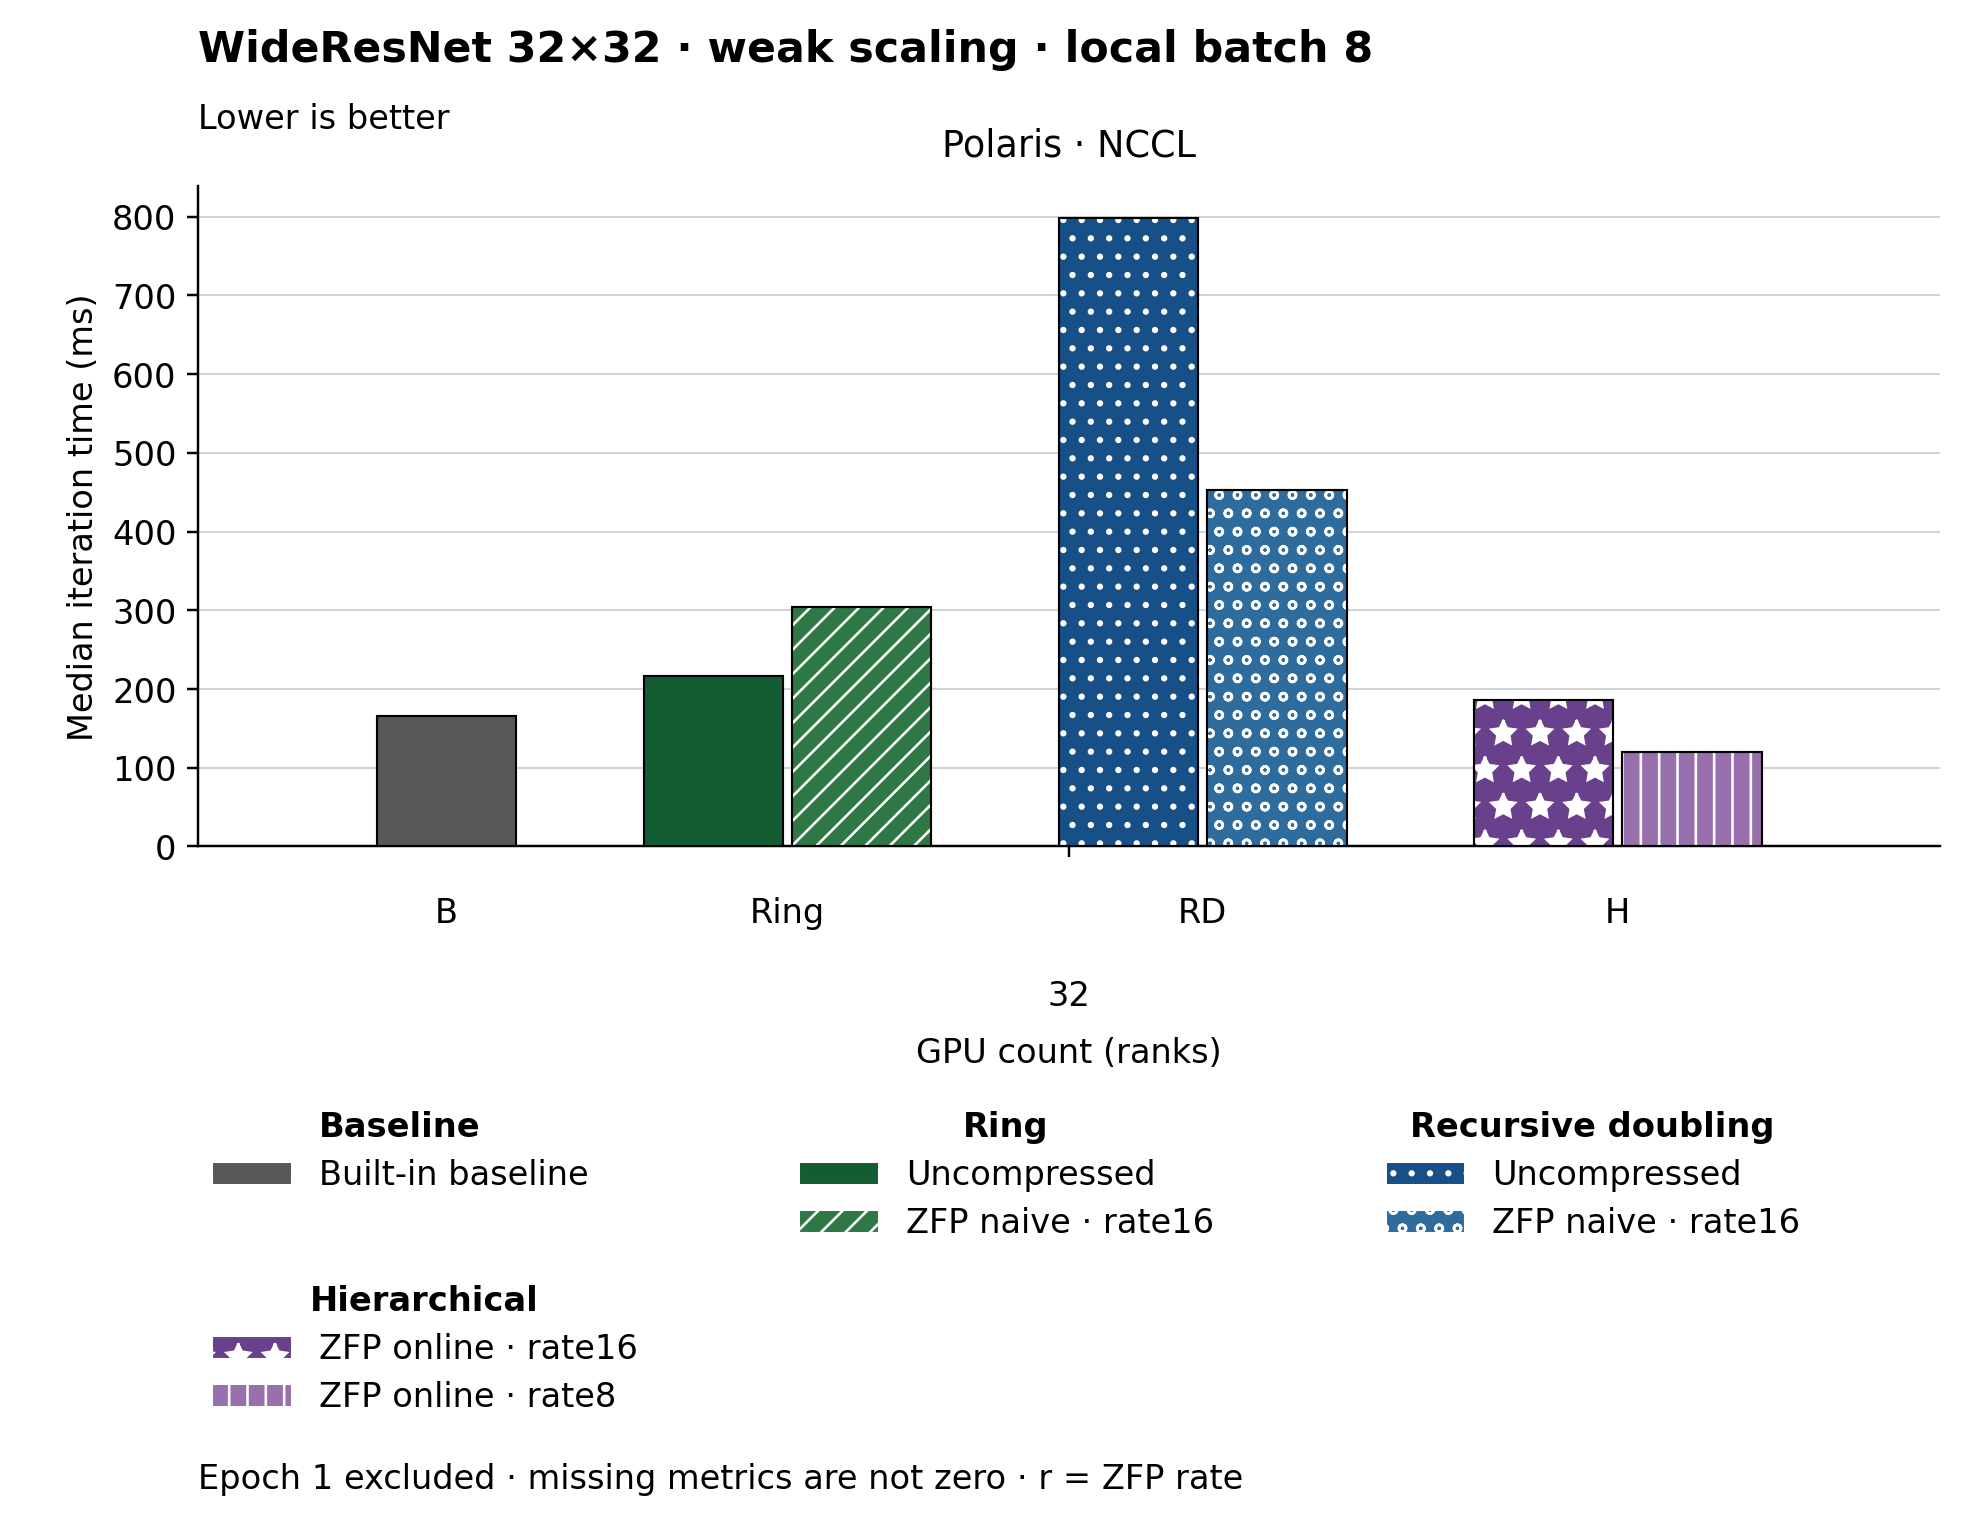 WideResNet 32×32 · weak scaling · local batch 8
Lower is better
Polaris · NCCL
Median iteration time (ms)
800
700
600
500
400
300
200
100
0
B Ring RD H
32
GPU count (ranks)
Baseline
Built-in baseline
Ring
Uncompressed
ZFP naive · rate16
Recursive doubling
Uncompressed
ZFP naive · rate16
Hierarchical
ZFP online · rate16
ZFP online · rate8
Epoch 1 excluded · missing metrics are not zero · r = ZFP rate